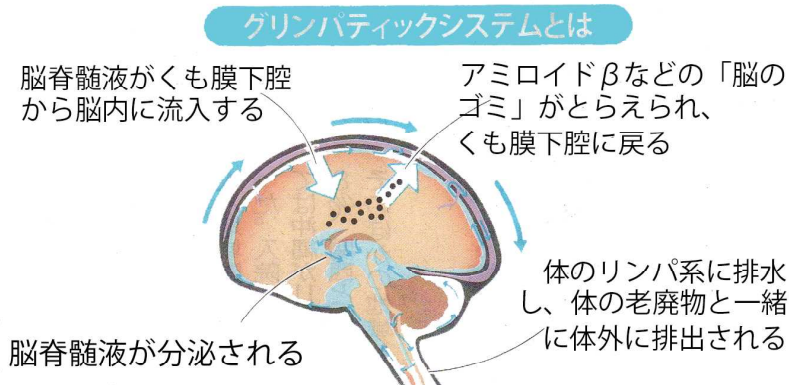 グリンパティックシステムとは
脳脊髄液がくも膜下腔
から脳内に流入する
アミロイドβなどの「脳の
ゴミ」がとらえられ、
くも膜下腔に戻る
体のリンパ系に排水
し、体の老廃物と一緒
に体外に排出される
脳脊髄液が分泌される